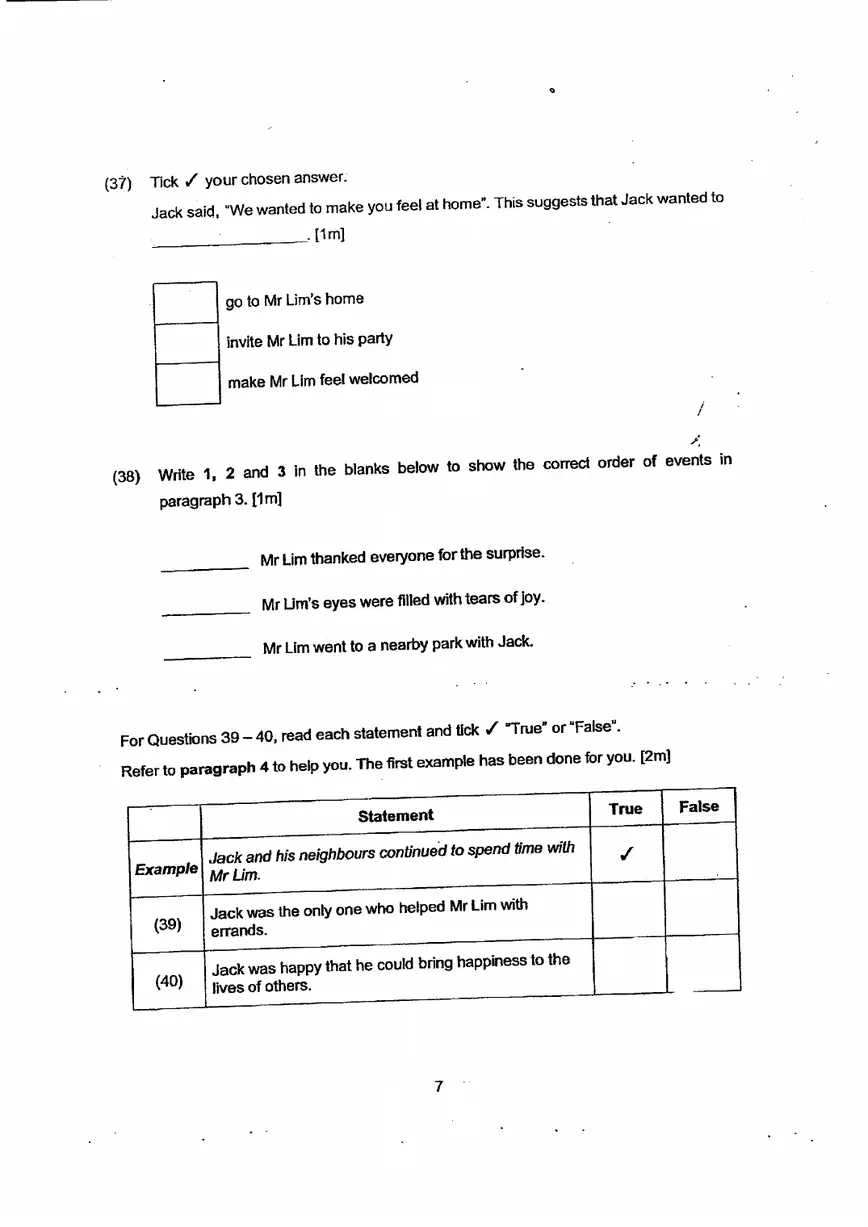 (37) Tick ✓ your chosen answer.
Jack said, "We wanted to make you feel at home". This suggests that Jack wanted to
____________________. [1m]
go to Mr Lim's home
invite Mr Lim to his party
make Mr Lim feel welcomed
(38) Write 1, 2 and 3 in the blanks below to show the correct order of events in
paragraph 3. [1m]
___________ Mr Lim thanked everyone for the surprise.
___________ Mr Lim's eyes were filled with tears of joy.
___________ Mr Lim went to a nearby park with Jack.
For Questions 39 – 40, read each statement and tick ✓ "True" or "False".
Refer to paragraph 4 to help you. The first example has been done for you. [2m]
Statement True False
Example Jack and his neighbours continued to spend time with
Mr Lim. ✓
(39) Jack was the only one who helped Mr Lim with
errands.
(40) Jack was happy that he could bring happiness to the
lives of others.
7